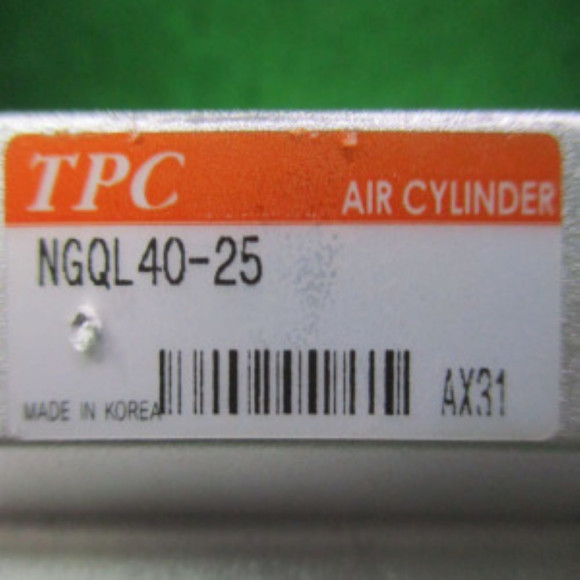 TPC AIR CYLINDER
NGQL40-25
MADE IN KOREA AX31